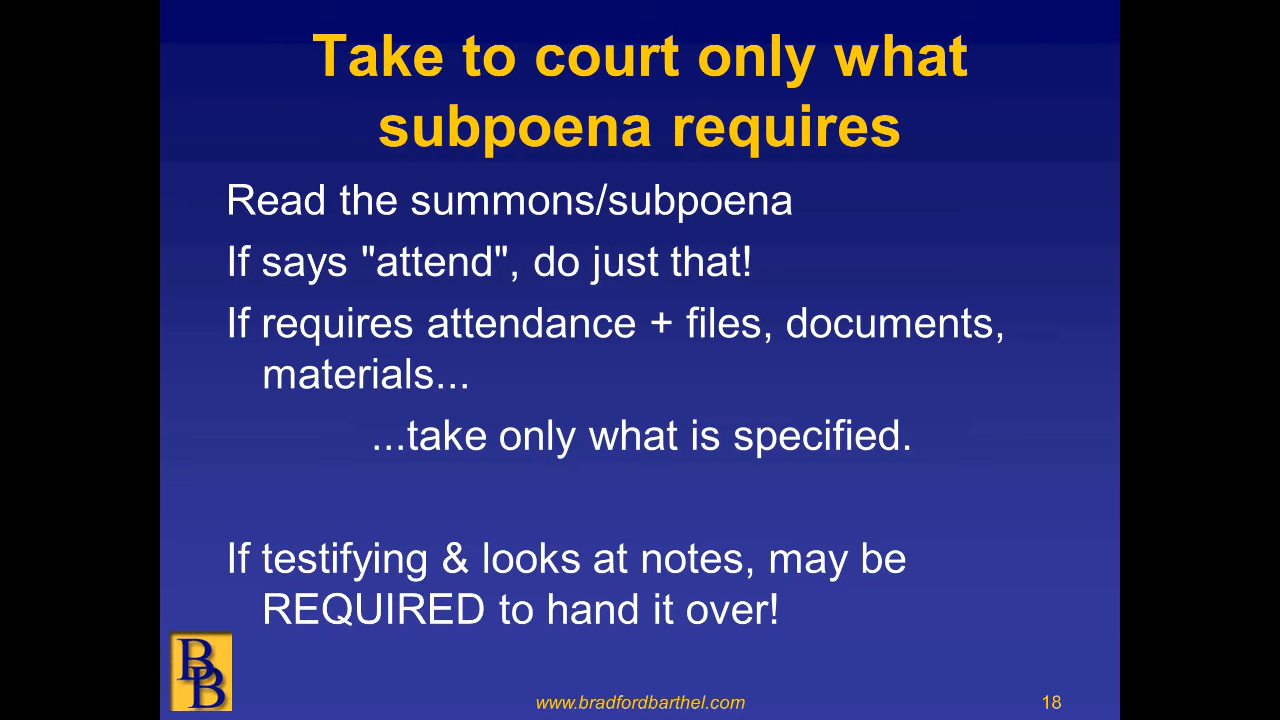 Take to court only what
subpoena requires
Read the summons/subpoena
If says "attend", do just that!
If requires attendance + files, documents,
materials...
...take only what is specified.
If testifying & looks at notes, may be
REQUIRED to hand it over!
BB
www.bradfordbarthel.com
18